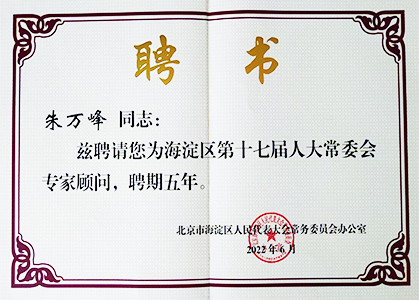 聘 书
朱万峰 同志：
兹聘请您为海淀区第十七届人大常委会
专家顾问，聘期五年。
北京市海淀区人民代表大会常务委员会办公室
2022年6月